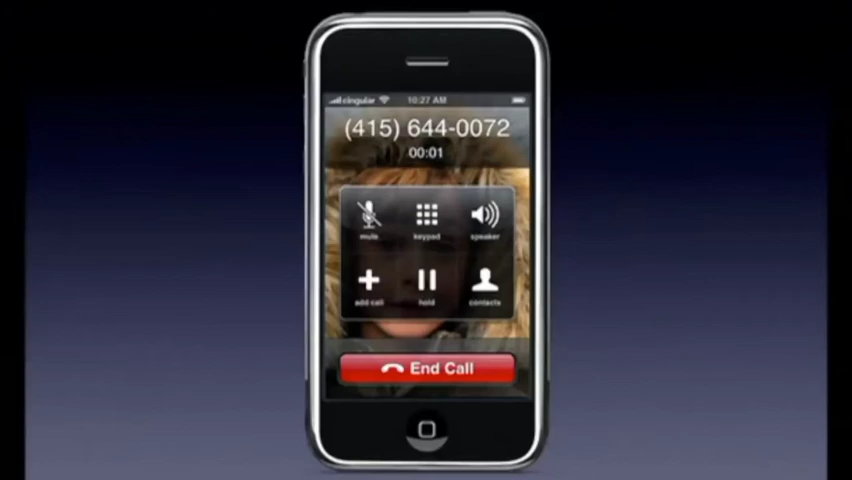 cingular 10:27 AM
(415) 644-0072
00:01
mute keypad speaker
add call hold contacts
End Call